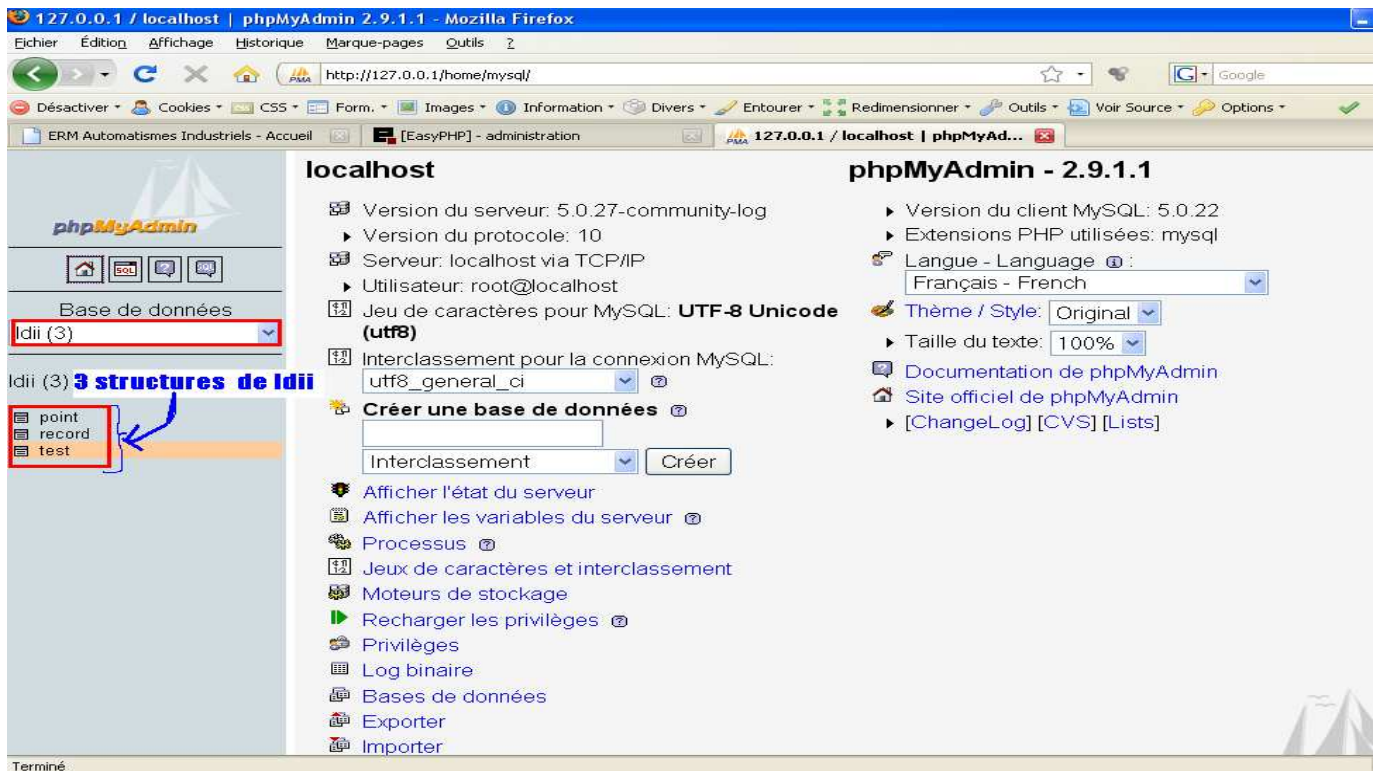 127.0.0.1 / localhost | phpMyAdmin 2.9.1.1 - Mozilla Firefox
Fichier Édition Affichage Historique Marque-pages Outils ?
PMA http://127.0.0.1/home/mysql/ G Google
Désactiver Cookies CSS Form. Images Information Divers Entourer Redimensionner Outils Voir Source Options
ERM Automatismes Industriels - Accueil [EasyPHP] - administration PMA 127.0.0.1 / localhost | phpMyAd...
phpMyAdmin
SQL
Base de données
ldii (3)
ldii (3) 3 structures de ldii
point
record
test
localhost
Version du serveur: 5.0.27-community-log
Version du protocole: 10
Serveur: localhost via TCP/IP
Utilisateur: root@localhost
Jeu de caractères pour MySQL: UTF-8 Unicode
(utf8)
Interclassement pour la connexion MySQL:
utf8_general_ci
Créer une base de données
Interclassement Créer
Afficher l'état du serveur
Afficher les variables du serveur
Processus
Jeux de caractères et interclassement
Moteurs de stockage
Recharger les privilèges
Privilèges
Log binaire
Bases de données
Exporter
Importer
phpMyAdmin - 2.9.1.1
Version du client MySQL: 5.0.22
Extensions PHP utilisées: mysql
Langue - Language :
Français - French
Thème / Style: Original
Taille du texte: 100%
Documentation de phpMyAdmin
Site officiel de phpMyAdmin
[ChangeLog] [CVS] [Lists]
Terminé